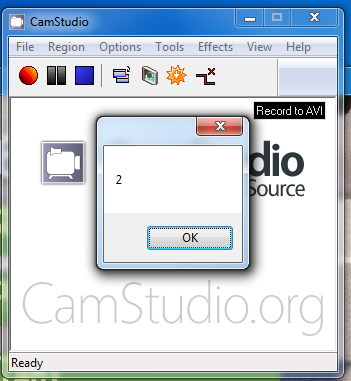 CamStudio
File Region Options Tools Effects View Help
Record to AVI
dio
Source
2
OK
CamStudio.org
Ready